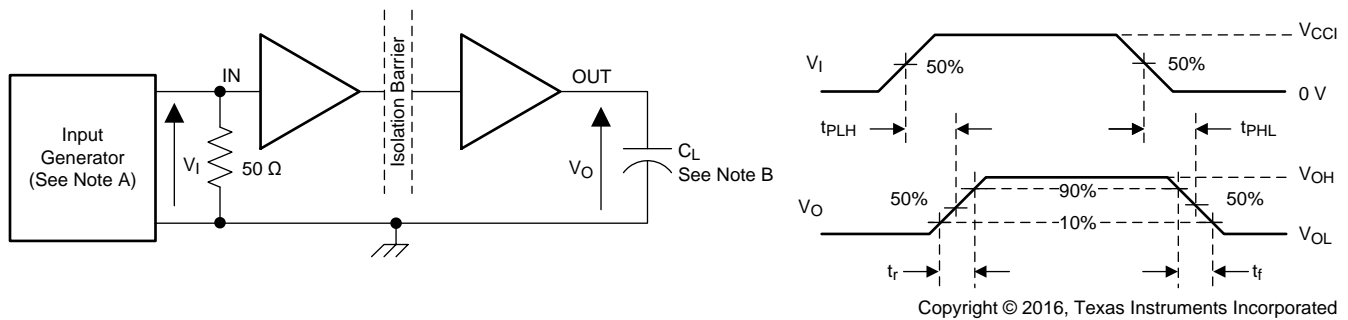 Input
Generator
(See Note A)
V_I
IN
50 Ω
Isolation Barrier
OUT
V_O
C_L
See Note B
V_I
50%
50%
V_CCI
0 V
t_PLH
t_PHL
V_O
50%
90%
10%
50%
V_OH
V_OL
t_r
t_f
Copyright © 2016, Texas Instruments Incorporated